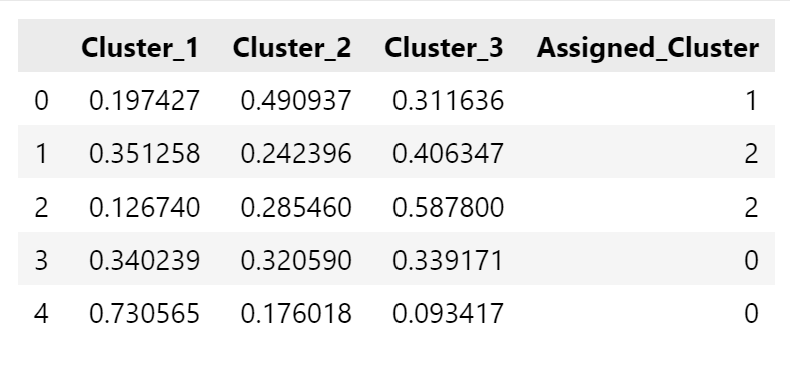 Cluster_1 Cluster_2 Cluster_3 Assigned_Cluster
0 0.197427 0.490937 0.311636 1
1 0.351258 0.242396 0.406347 2
2 0.126740 0.285460 0.587800 2
3 0.340239 0.320590 0.339171 0
4 0.730565 0.176018 0.093417 0